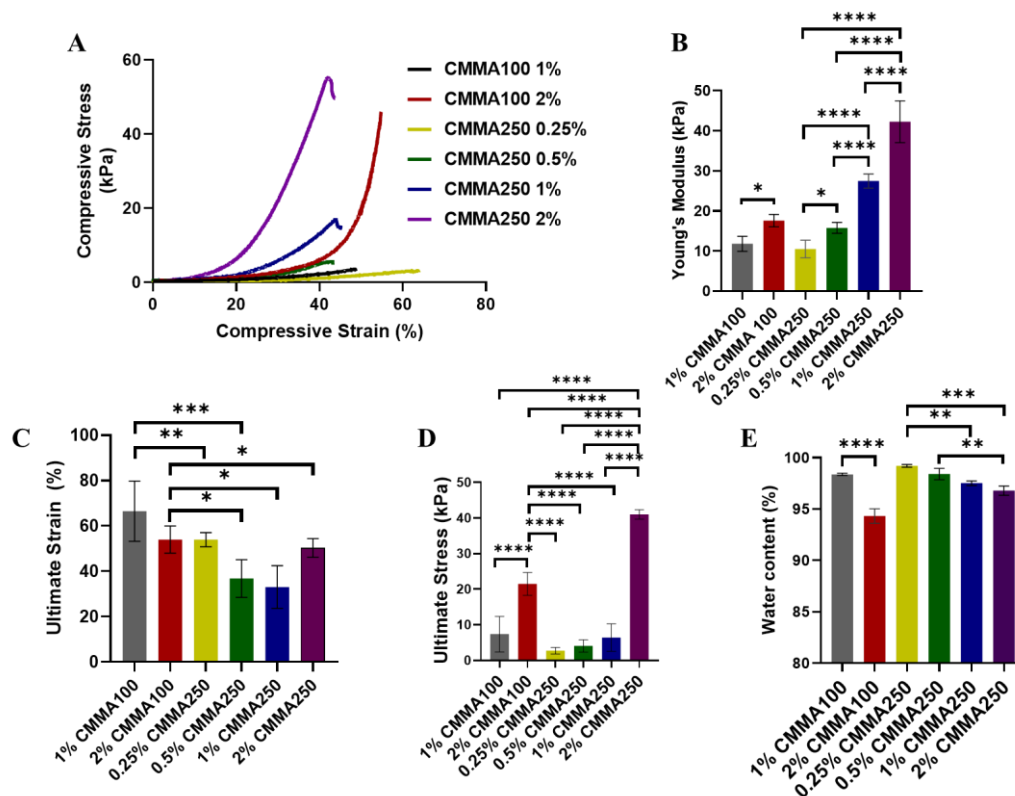 A
Compressive Stress
(kPa)
60
40
20
0
0
20
40
60
80
Compressive Strain (%)
CMMA100 1%
CMMA100 2%
CMMA250 0.25%
CMMA250 0.5%
CMMA250 1%
CMMA250 2%
B
Young's Modulus (kPa)
50
40
30
20
10
0
*
*
****
****
****
****
****
1% CMMA100
2% CMMA 100
0.25% CMMA250
0.5% CMMA250
1% CMMA250
2% CMMA250
C
Ultimate Strain (%)
100
80
60
40
20
0
***
**
*
*
*
1% CMMA100
2% CMMA100
0.25% CMMA250
0.5% CMMA250
1% CMMA250
2% CMMA250
D
Ultimate Stress (kPa)
50
40
30
20
10
0
****
****
****
****
****
****
****
****
****
1% CMMA100
2% CMMA100
0.25% CMMA250
0.5% CMMA250
1% CMMA250
2% CMMA250
E
Water content (%)
100
95
90
85
80
****
***
**
**
1% CMMA100
2% CMMA100
0.25% CMMA250
0.5% CMMA250
1% CMMA250
2% CMMA250